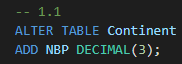 -- 1.1
ALTER TABLE Continent
ADD NBP DECIMAL(3);